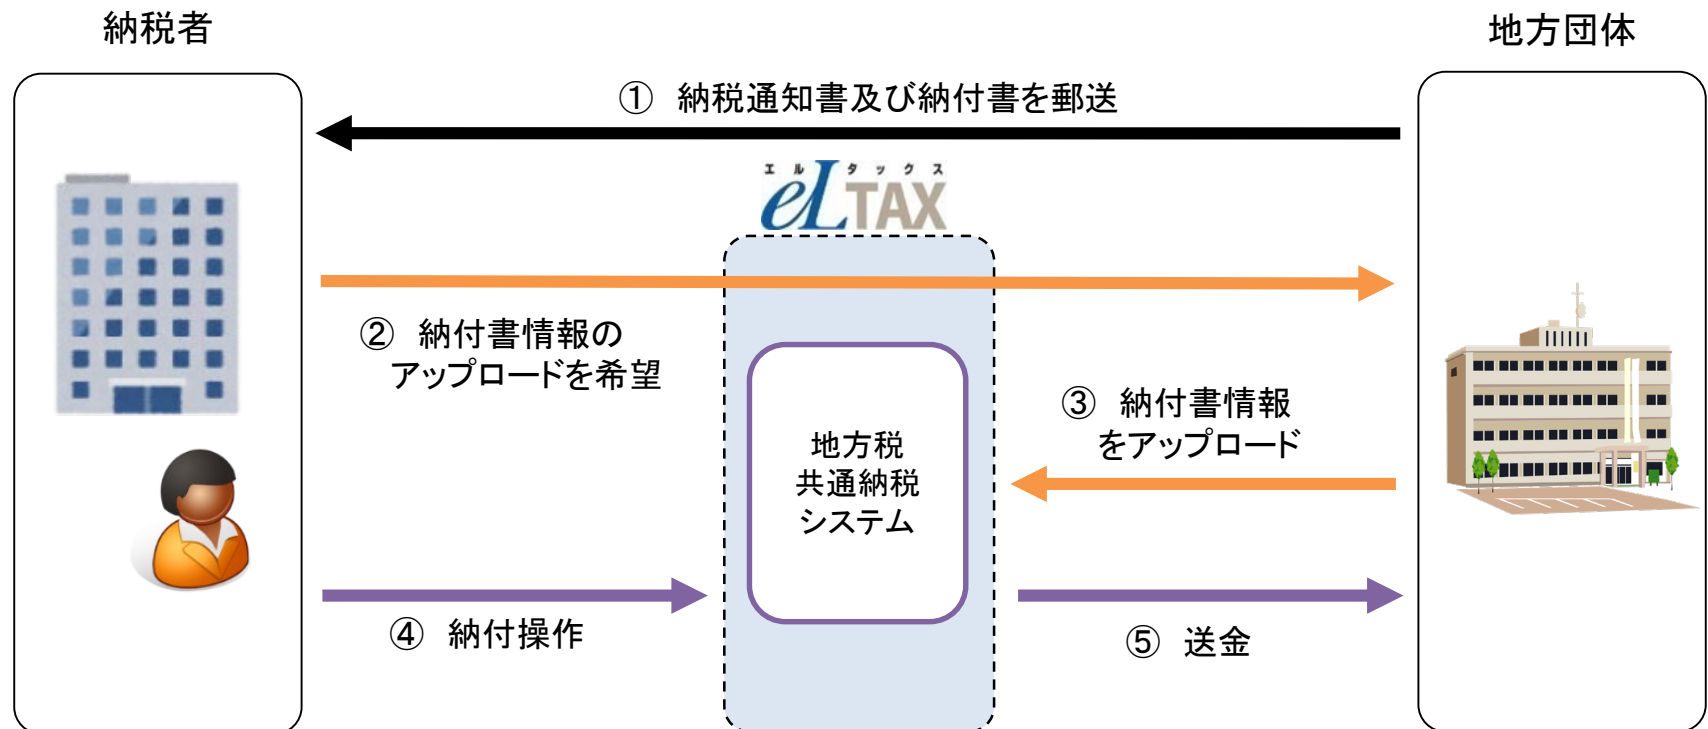 納税者
地方団体
① 納税通知書及び納付書を郵送
エルタックス
eLTAX
② 納付書情報の
アップロードを希望
③ 納付書情報
をアップロード
地方税
共通納税
システム
④ 納付操作
⑤ 送金